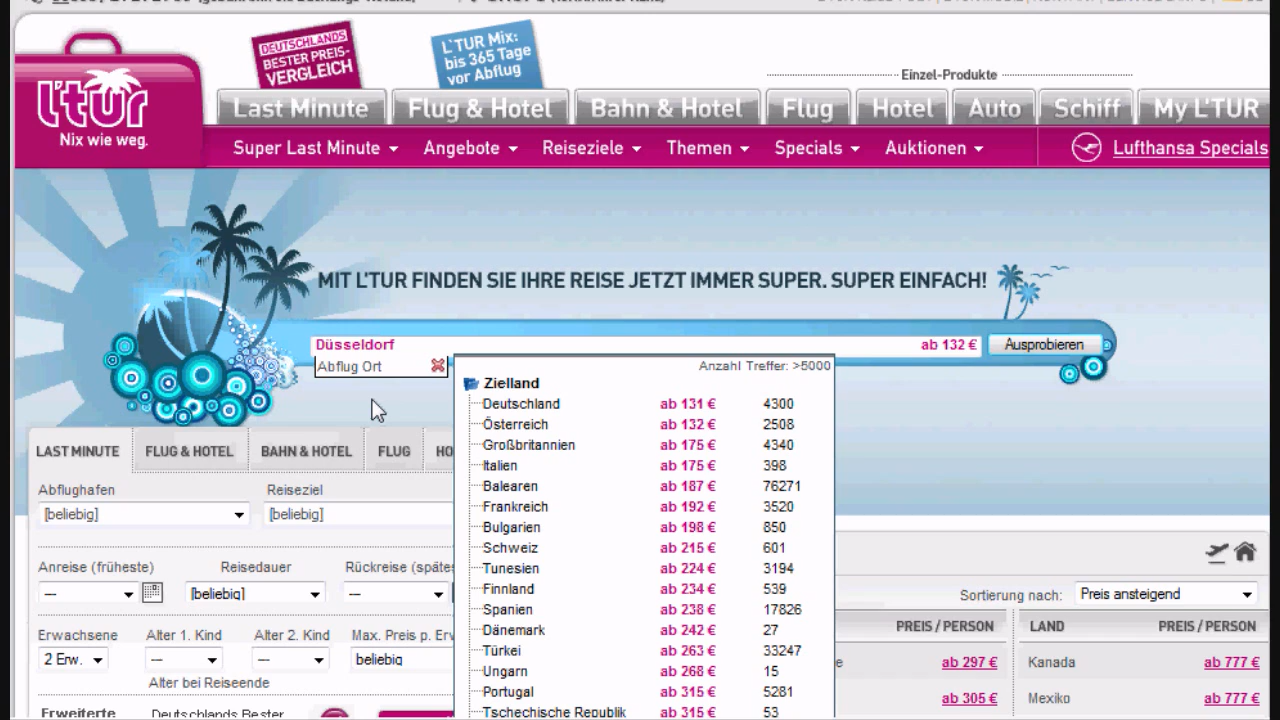 DEUTSCHLANDS
BESTER PREIS-
VERGLEICH
L'TUR Mix:
bis 365 Tage
vor Abflug
Einzel-Produkte
L'TUR
Nix wie weg.
Last Minute
Flug & Hotel
Bahn & Hotel
Flug
Hotel
Auto
Schiff
My L'TUR
Super Last Minute
Angebote
Reiseziele
Themen
Specials
Auktionen
Lufthansa Specials
MIT L'TUR FINDEN SIE IHRE REISE JETZT IMMER SUPER. SUPER EINFACH!
Düsseldorf ab 132 €
Ausprobieren
Abflug Ort
Anzahl Treffer: >5000
Zielland
Deutschland ab 131 € 4300
Österreich ab 132 € 2508
Großbritannien ab 175 € 4340
Italien ab 175 € 398
Balearen ab 187 € 76271
Frankreich ab 192 € 3520
Bulgarien ab 198 € 850
Schweiz ab 215 € 601
Tunesien ab 224 € 3194
Finnland ab 234 € 539
Spanien ab 238 € 17826
Dänemark ab 242 € 27
Türkei ab 263 € 33247
Ungarn ab 268 € 15
Portugal ab 315 € 5281
Tschechische Republik ab 315 € 53
LAST MINUTE
FLUG & HOTEL
BAHN & HOTEL
FLUG
HO
Abflughafen Reiseziel
[beliebig] [beliebig]
Anreise (früheste) Reisedauer Rückreise (spätes
--- [beliebig] ---
Erwachsene Alter 1. Kind Alter 2. Kind Max. Preis p. Erw
2 Erw. --- --- beliebig
Alter bei Reiseende
Erweiterte Deutschlands Bester
Sortierung nach: Preis ansteigend
PREIS / PERSON LAND PREIS / PERSON
e ab 297 € Kanada ab 777 €
ab 305 € Mexiko ab 777 €